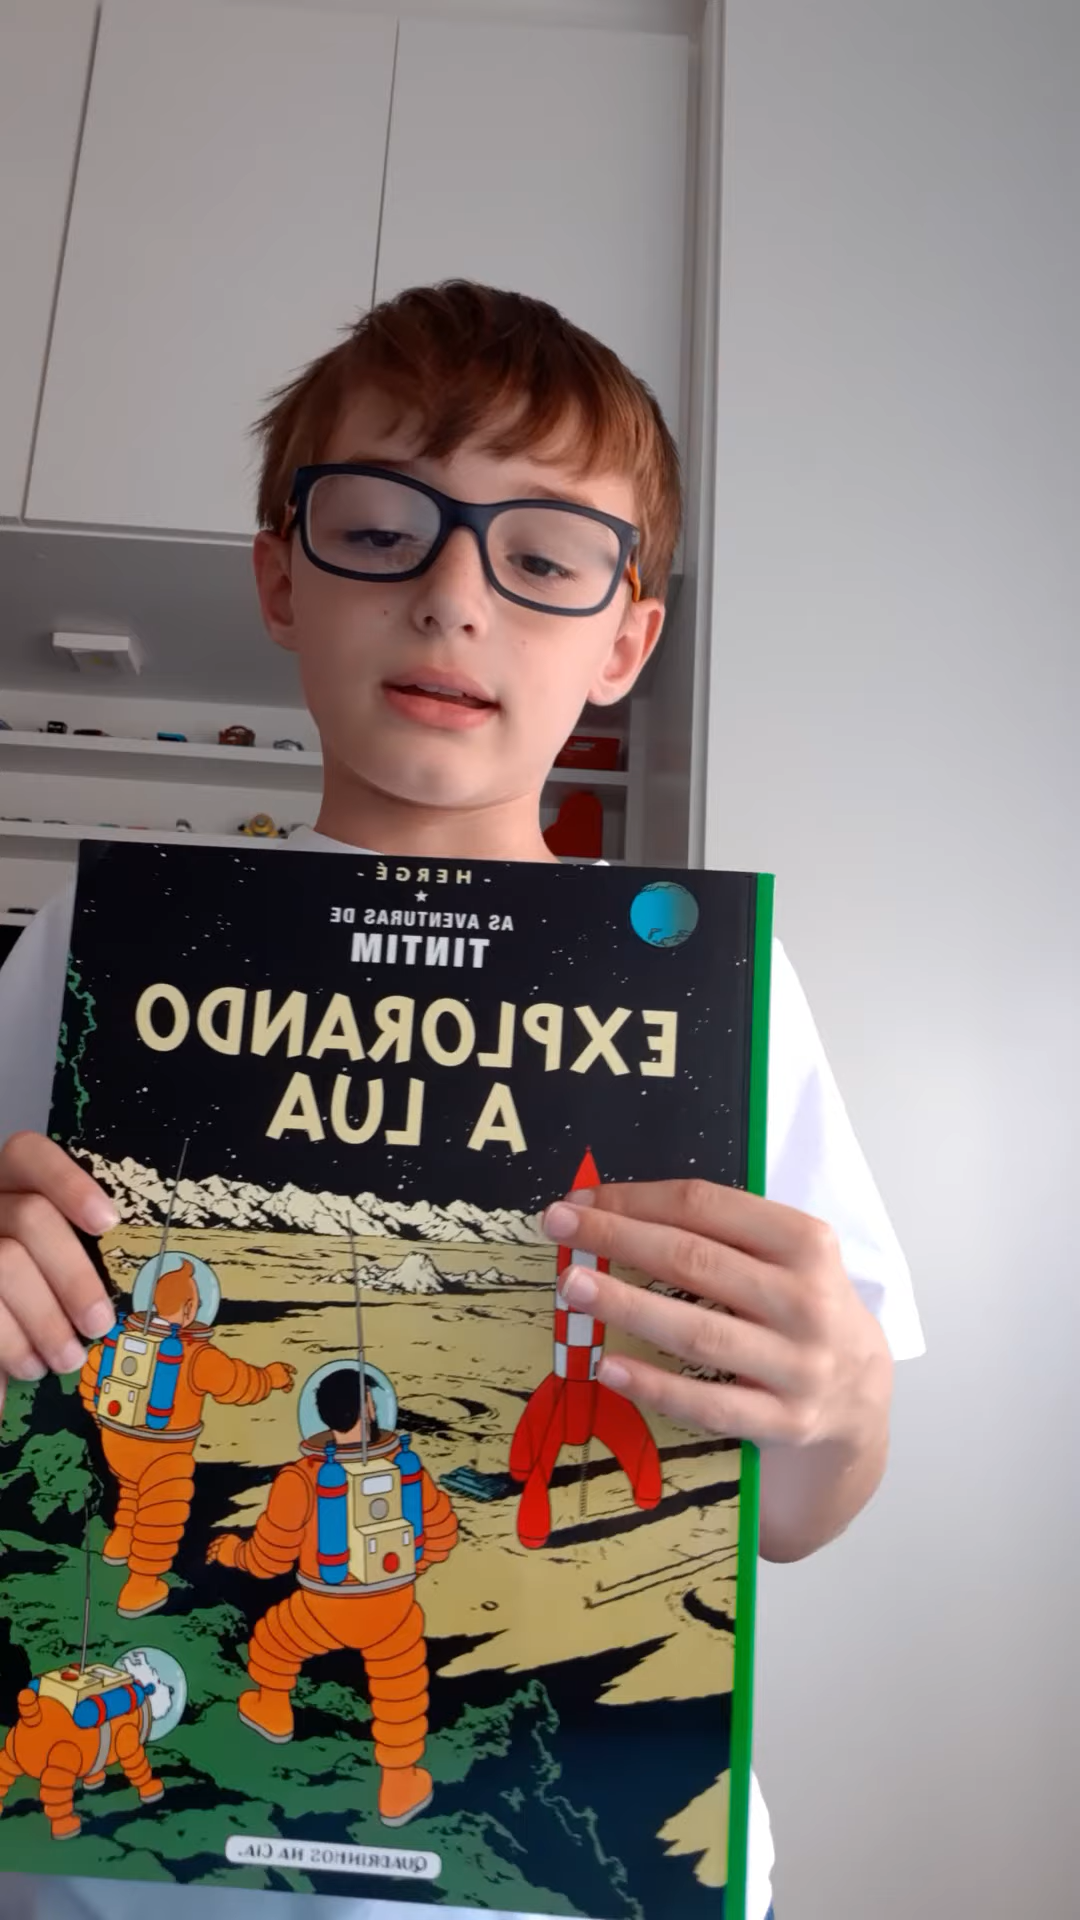 - HERGÉ -
AS AVENTURAS DE
TINTIM
EXPLORANDO
A LUA
QUADRINHOS NA CIA.